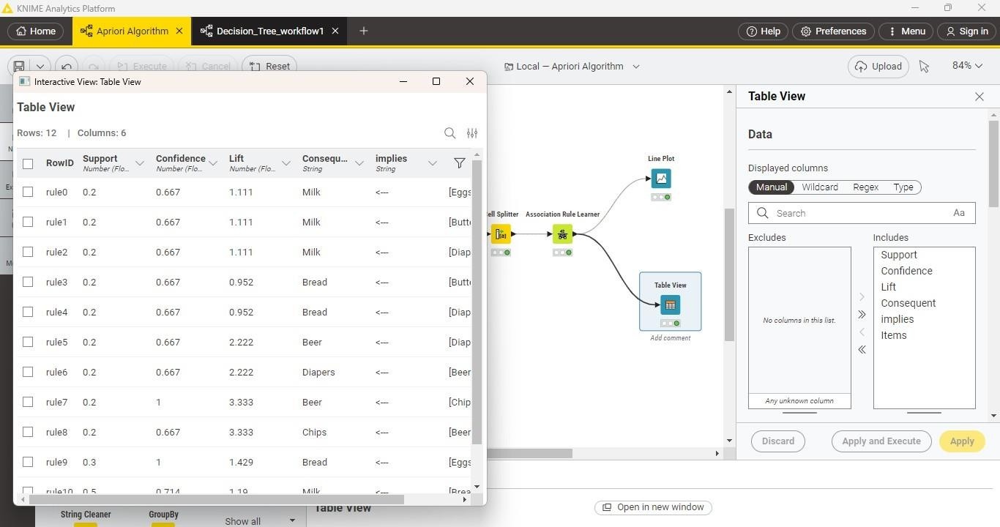 KNIME Analytics Platform
Home
Apriori Algorithm
Decision_Tree_workflow1
Help
Preferences
Menu
Sign in
Execute
Cancel
Reset
Local — Apriori Algorithm
Upload
84%
Interactive View: Table View
Table View
Rows: 12 | Columns: 6
RowID Support Confidence Lift Consequ... implies
Number (Flo... Number (Flo... Number (Flo... String String
rule0 0.2 0.667 1.111 Milk <--- [Eggs
rule1 0.2 0.667 1.111 Milk <--- [Butt
rule2 0.2 0.667 1.111 Milk <--- [Diap
rule3 0.2 0.667 0.952 Bread <--- [Butt
rule4 0.2 0.667 0.952 Bread <--- [Diap
rule5 0.2 0.667 2.222 Beer <--- [Diap
rule6 0.2 0.667 2.222 Diapers <--- [Beer
rule7 0.2 1 3.333 Beer <--- [Chip
rule8 0.2 0.667 3.333 Chips <--- [Beer
rule9 0.3 1 1.429 Bread <--- [Eggs
rule10 0.5 0.714 1.19 Milk <--- [Brea
Line Plot
ell Splitter
Association Rule Learner
Table View
Add comment
Table View
Data
Displayed columns
Manual Wildcard Regex Type
Search Aa
Excludes
Includes
No columns in this list.
Any unknown column
Support
Confidence
Lift
Consequent
implies
Items
Discard
Apply and Execute
Apply
String Cleaner
GroupBy
Show all
Table View
Open in new window